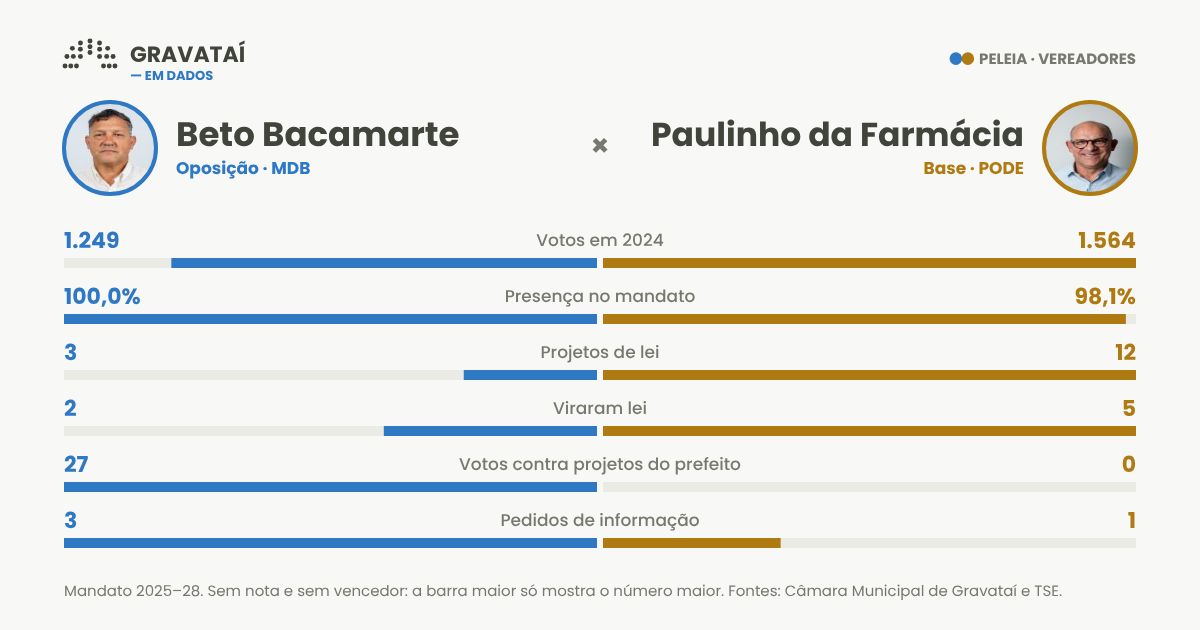 GRAVATAÍ
— EM DADOS
PELEIA · VEREADORES
Beto Bacamarte
Oposição · MDB
×
Paulinho da Farmácia
Base · PODE
1.249 Votos em 2024 1.564
100,0% Presença no mandato 98,1%
3 Projetos de lei 12
2 Viraram lei 5
27 Votos contra projetos do prefeito 0
3 Pedidos de informação 1
Mandato 2025–28. Sem nota e sem vencedor: a barra maior só mostra o número maior. Fontes: Câmara Municipal de Gravataí e TSE.